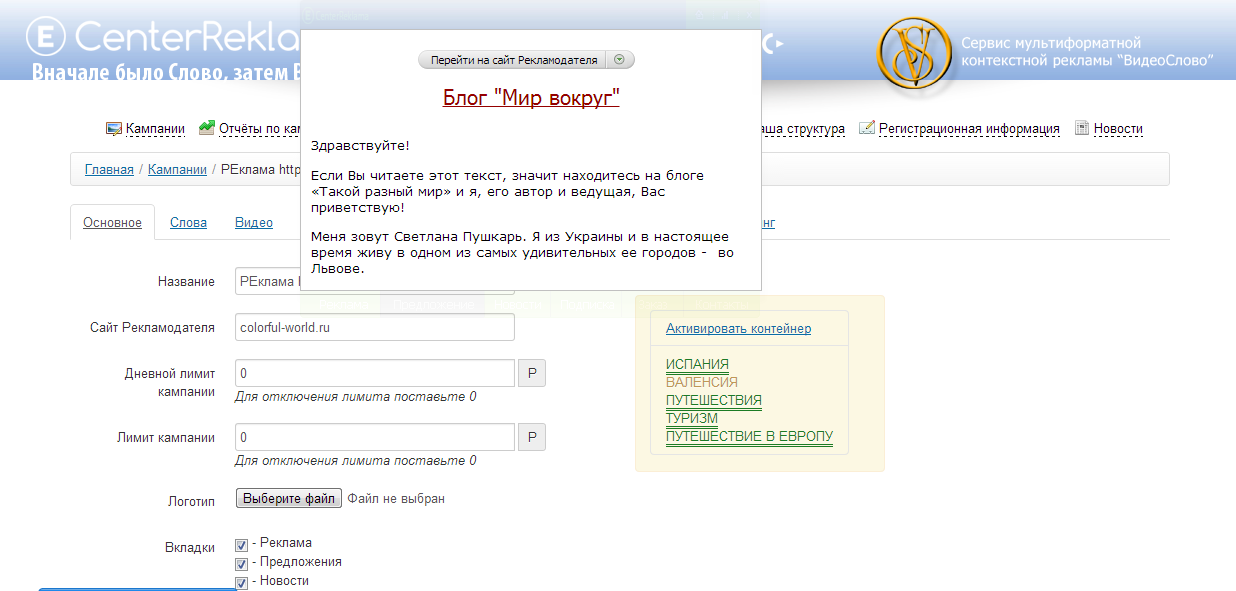 E CenterRekla
Вначале было Слово, затем В
Сервис мультиформатной
контекстной рекламы "ВидеоСлово"
Перейти на сайт Рекламодателя
Блог "Мир вокруг"
Здравствуйте!
Если Вы читаете этот текст, значит находитесь на блоге
«Такой разный мир» и я, его автор и ведущая, Вас
приветствую!
Меня зовут Светлана Пушкарь. Я из Украины и в настоящее
время живу в одном из самых удивительных ее городов - во
Львове.
Кампании Отчёты по кам аша структура Регистрационная информация Новости
Главная / Кампании / РЕклама http
Основное Слова Видео нг
Название РЕклама
Сайт Рекламодателя colorful-world.ru
Дневной лимит
кампании
0 Р
Для отключения лимита поставьте 0
Лимит кампании 0 Р
Для отключения лимита поставьте 0
Логотип Выберите файл Файл не выбран
Вкладки - Реклама
- Предложения
- Новости
Активировать контейнер
ИСПАНИЯ
ВАЛЕНСИЯ
ПУТЕШЕСТВИЯ
ТУРИЗМ
ПУТЕШЕСТВИЕ В ЕВРОПУ